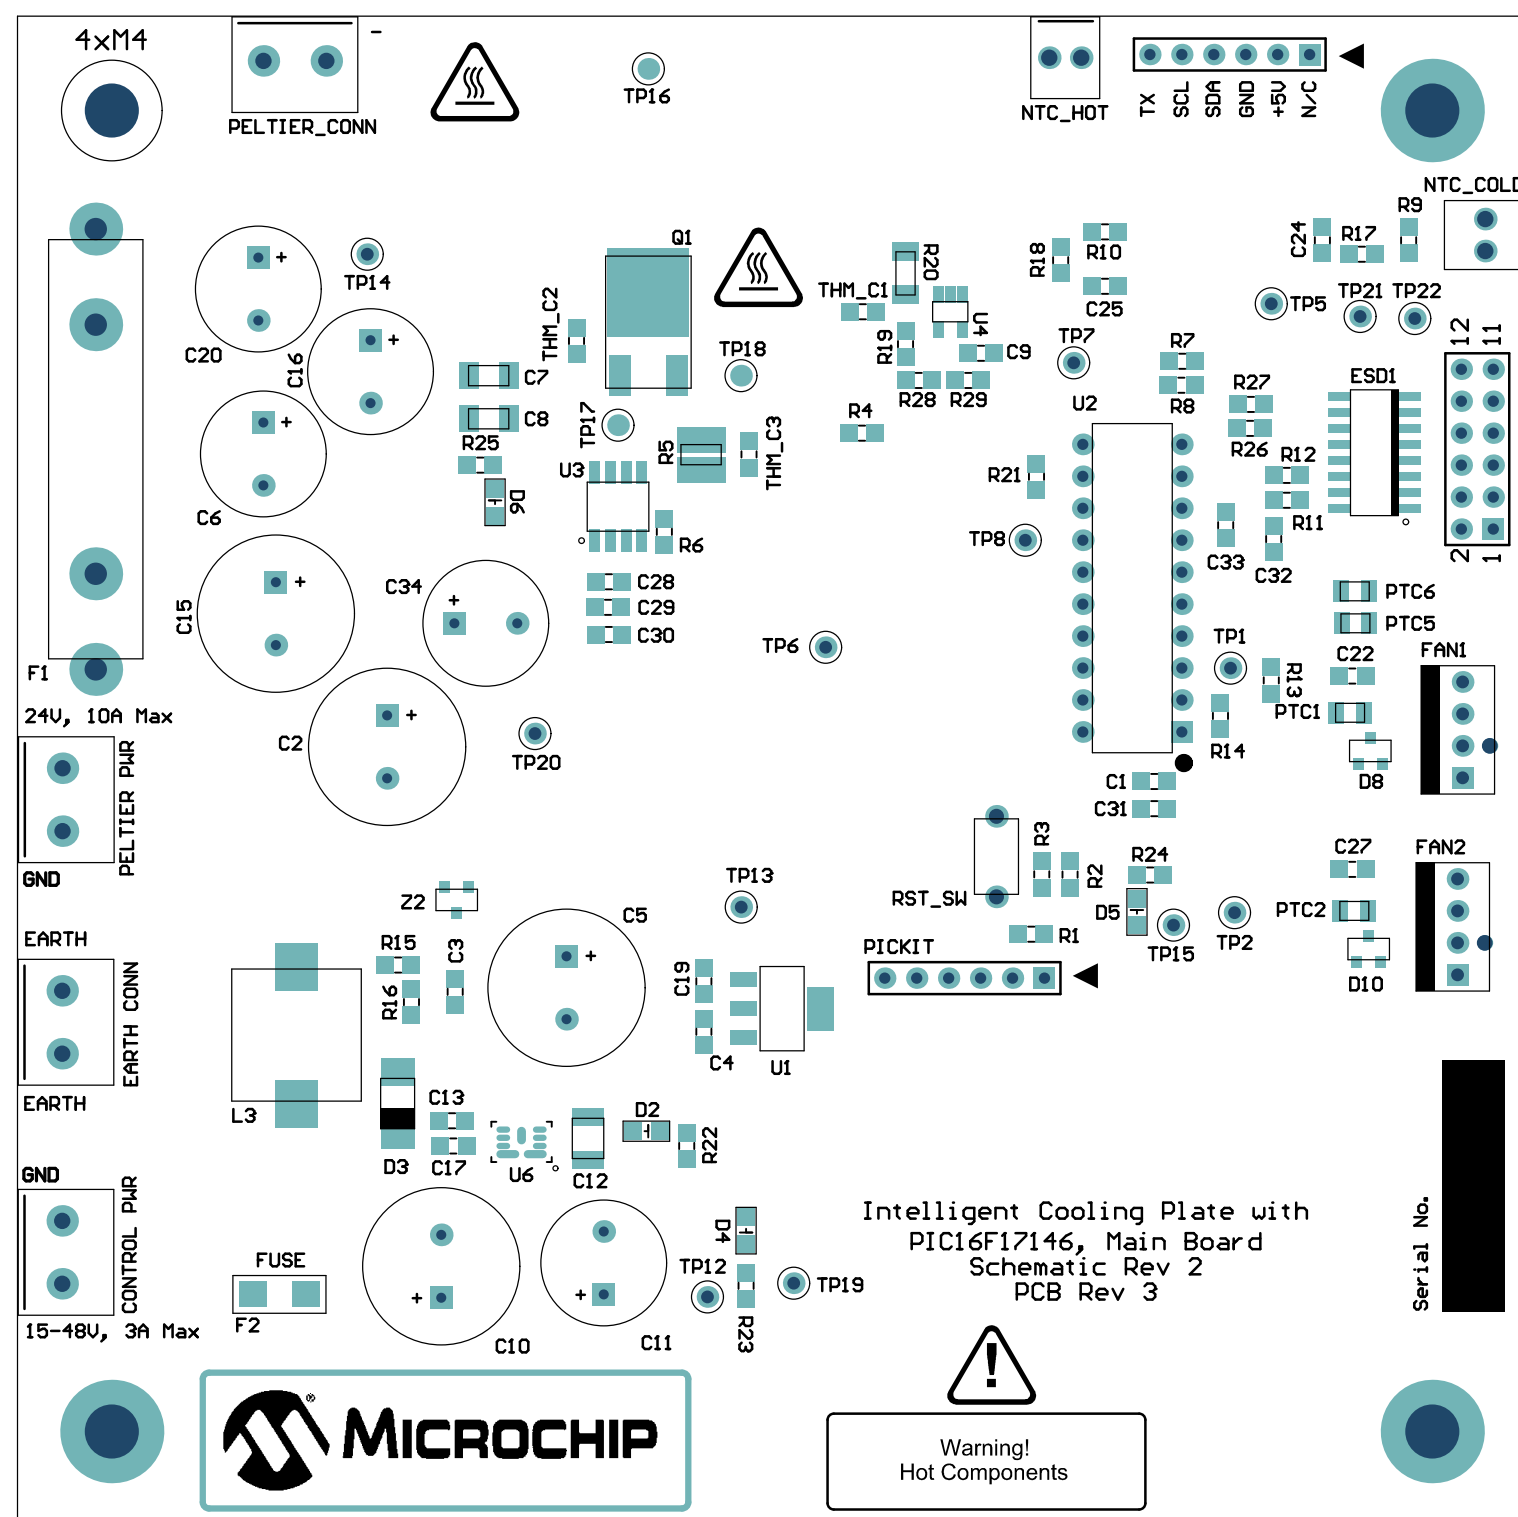 4xM4
-
PELTIER_CONN
TP16
NTC_HOT
TX
SCL
SDA
GND
+5V
N/C
NTC_COLD
R9
C24
R17
Q1
R20
R18
R10
C25
TP14
THM_C2
THM_C1
U4
TP5
TP21
TP22
C20
C16
+
+
R19
C9
TP7
R7
12
11
TP18
C7
C8
R28
R29
R8
R27
ESD1
C6
+
TP17
R5
THM_C3
R4
U2
R26
R25
U3
D6
R21
R12
R11
R6
TP8
C33
C32
2
1
C15
+
C34
+
C28
C29
C30
PTC6
PTC5
TP6
TP1
R13
C22
FAN1
F1
24V, 10A Max
PELTIER PWR
GND
C2
+
TP20
PTC1
R14
D8
C1
C31
R3
R2
R24
C27
FAN2
TP13
Z2
C5
+
RST_SW
D5
PTC2
TP15
TP2
R1
PICKIT
D10
EARTH
EARTH CONN
EARTH
R15
R16
C3
C19
C4
U1
L3
D3
C13
C17
U6
C12
D2
R22
GND
CONTROL PWR
15-48V, 3A Max
FUSE
F2
+
C10
+
C11
D4
TP12
R23
TP19
Intelligent Cooling Plate with
PIC16F17146, Main Board
Schematic Rev 2
PCB Rev 3
Serial No.
MICROCHIP
®
!
Warning!
Hot Components